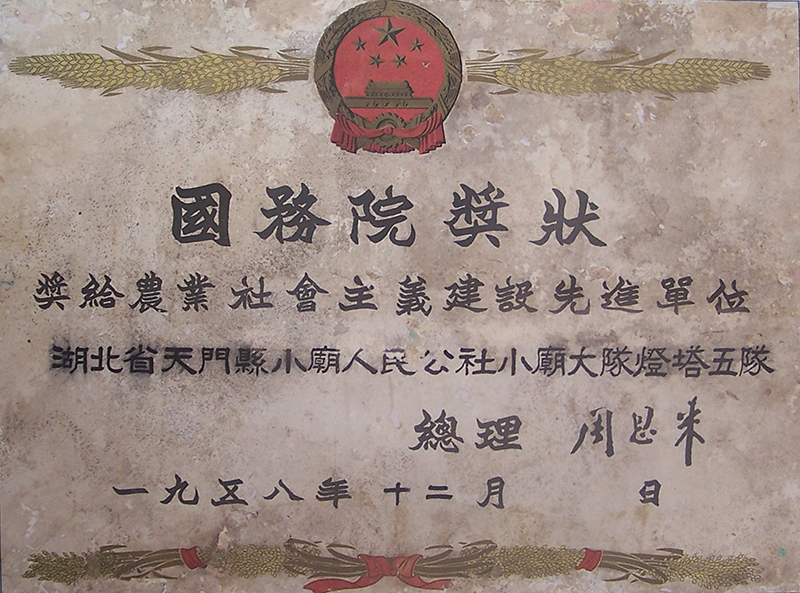 國務院獎狀
獎給農業社會主義建設先進單位
湖北省天門縣小廟人民公社小廟大隊燈塔五隊
總理 周恩來
一九五八年 十二月 日